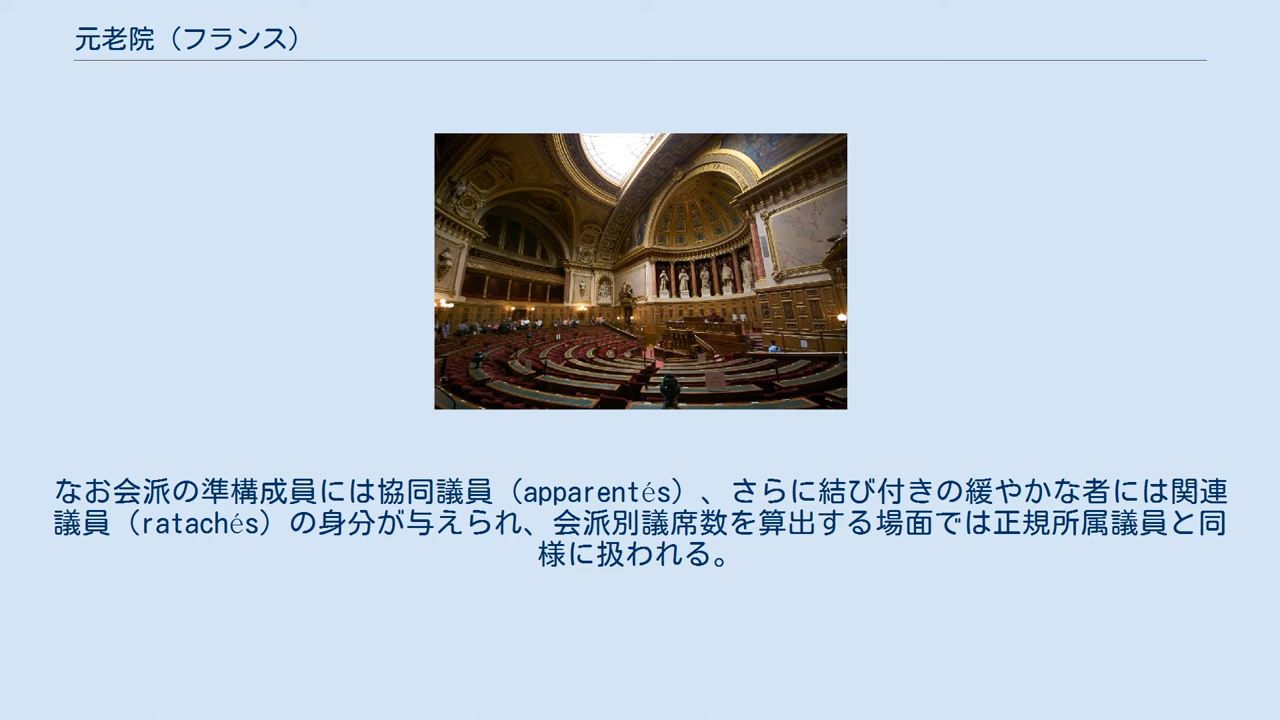 元老院（フランス）
なお会派の準構成員には協同議員（apparentés）、さらに結び付きの緩やかな者には関連
議員（ratachés）の身分が与えられ、会派別議席数を算出する場面では正規所属議員と同
様に扱われる。